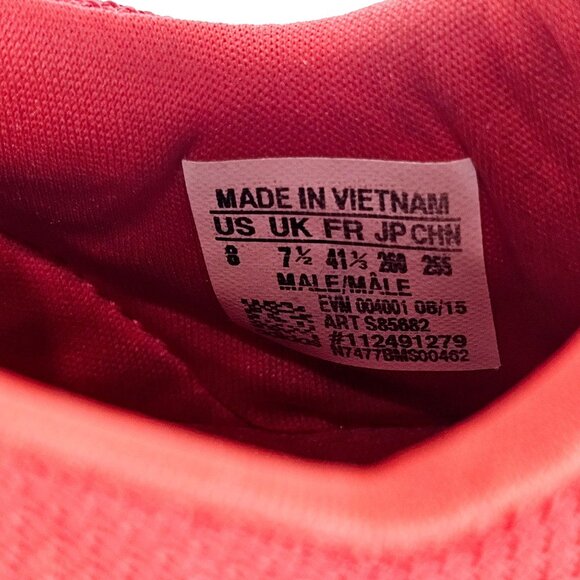 MADE IN VIETNAM
US UK FR JP CHN
8 7½ 41⅓ 260 255
MALE/MÂLE
EVN 004001 06/15
ART S85682
#112491279
N7477BMS00462